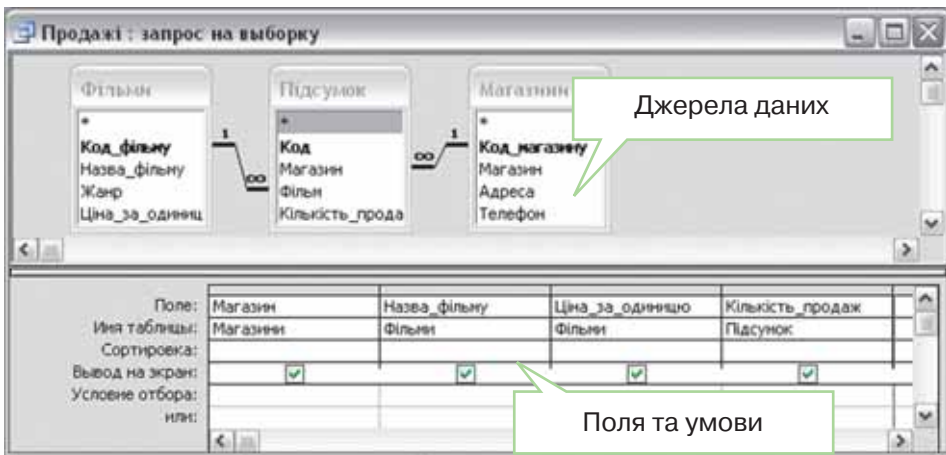 Продажі : запрос на выборку
Фільми
Підсумок
Магазини
Джерела даних
*
*
*
Код_фільму
Код
Код_магазину
Назва_фільму
Магазин
Магазин
Жанр
Фільм
Адреса
Ціна_за_одиниц
Кількість_прода
Телефон
1
∞
∞
1
Поле:
Магазин
Назва_фільму
Ціна_за_одиницю
Кількість_продаж
Имя таблицы:
Магазини
Фільми
Фільми
Підсумок
Сортировка:
Вывод на экран:
Условие отбора:
или:
Поля та умови